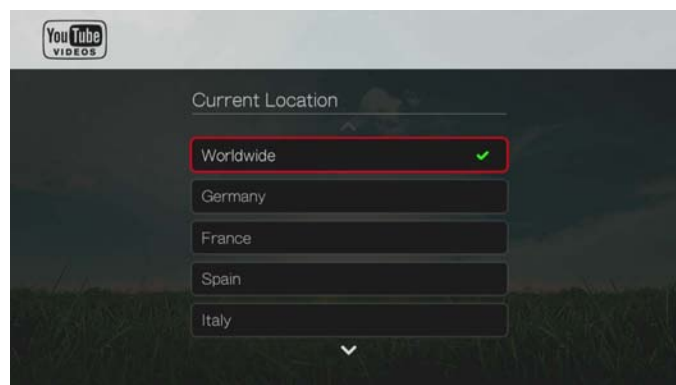 You Tube
VIDEOS
Current Location
Worldwide
Germany
France
Spain
Italy